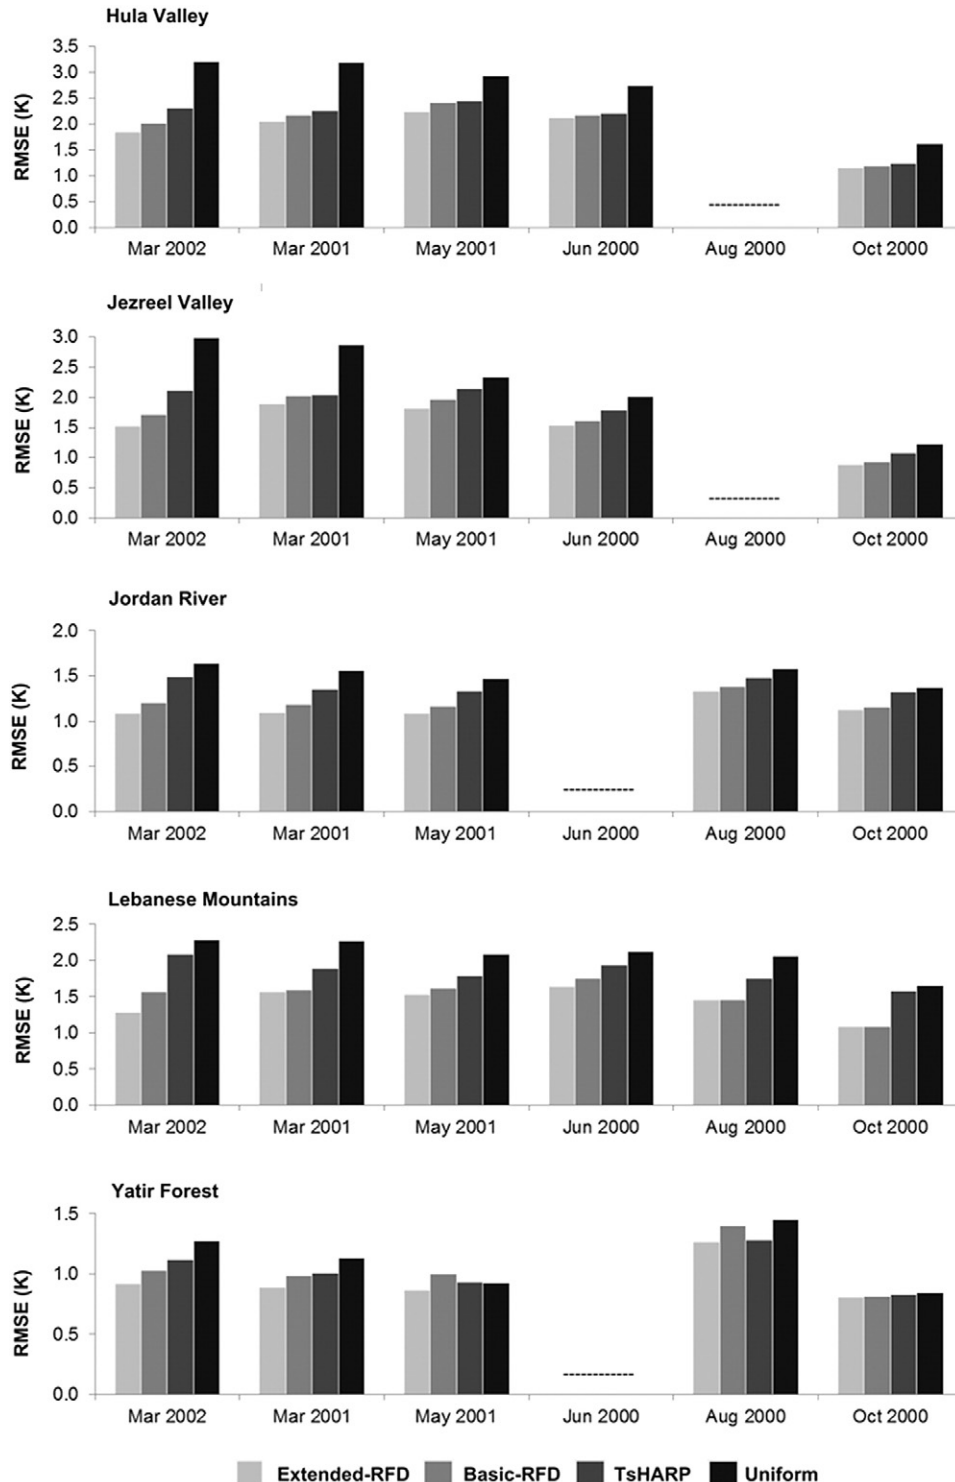 Hula Valley
3.5
3.0
2.5
2.0
1.5
1.0
0.5
0.0
RMSE (K)
Mar 2002 Mar 2001 May 2001 Jun 2000 Aug 2000 Oct 2000
Jezreel Valley
3.0
2.5
2.0
1.5
1.0
0.5
0.0
RMSE (K)
Mar 2002 Mar 2001 May 2001 Jun 2000 Aug 2000 Oct 2000
Jordan River
2.0
1.5
1.0
0.5
0.0
RMSE (K)
Mar 2002 Mar 2001 May 2001 Jun 2000 Aug 2000 Oct 2000
Lebanese Mountains
2.5
2.0
1.5
1.0
0.5
0.0
RMSE (K)
Mar 2002 Mar 2001 May 2001 Jun 2000 Aug 2000 Oct 2000
Yatir Forest
1.5
1.0
0.5
0.0
RMSE (K)
Mar 2002 Mar 2001 May 2001 Jun 2000 Aug 2000 Oct 2000
Extended-RFD Basic-RFD TsHARP Uniform